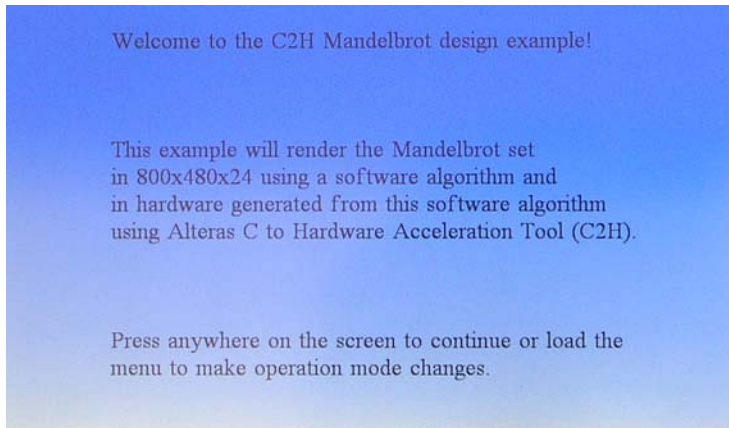 Welcome to the C2H Mandelbrot design example!
This example will render the Mandelbrot set
in 800x480x24 using a software algorithm and
in hardware generated from this software algorithm
using Alteras C to Hardware Acceleration Tool (C2H).
Press anywhere on the screen to continue or load the
menu to make operation mode changes.